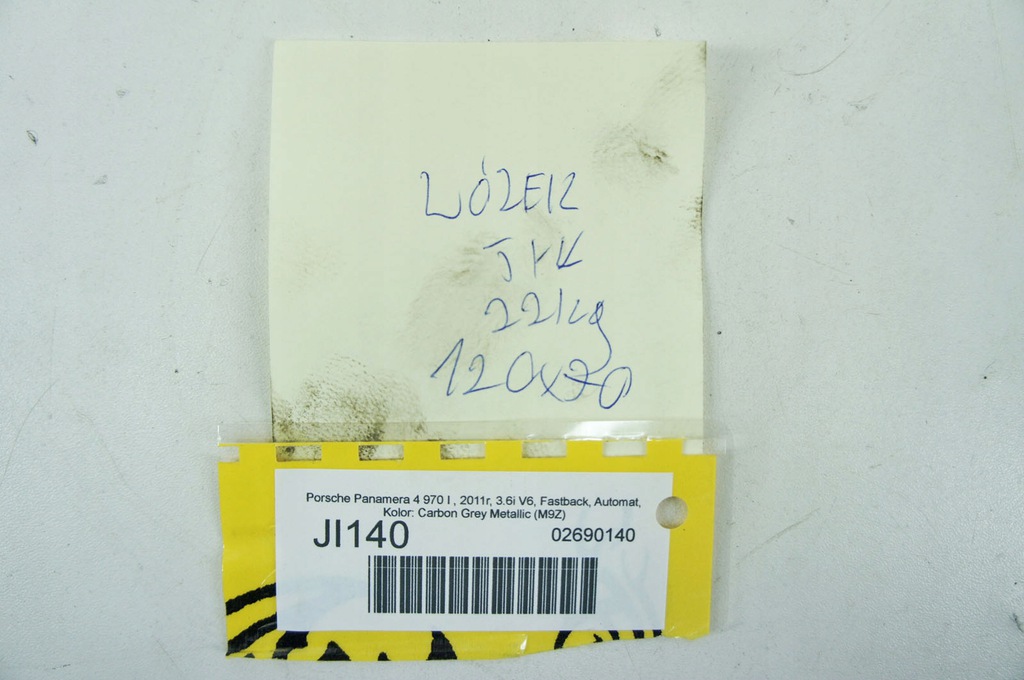 WÓZEK
TYK
22kg
120x70
Porsche Panamera 4 970 I , 2011r, 3.6i V6, Fastback, Automat,
Kolor: Carbon Grey Metallic (M9Z)
JI140
02690140